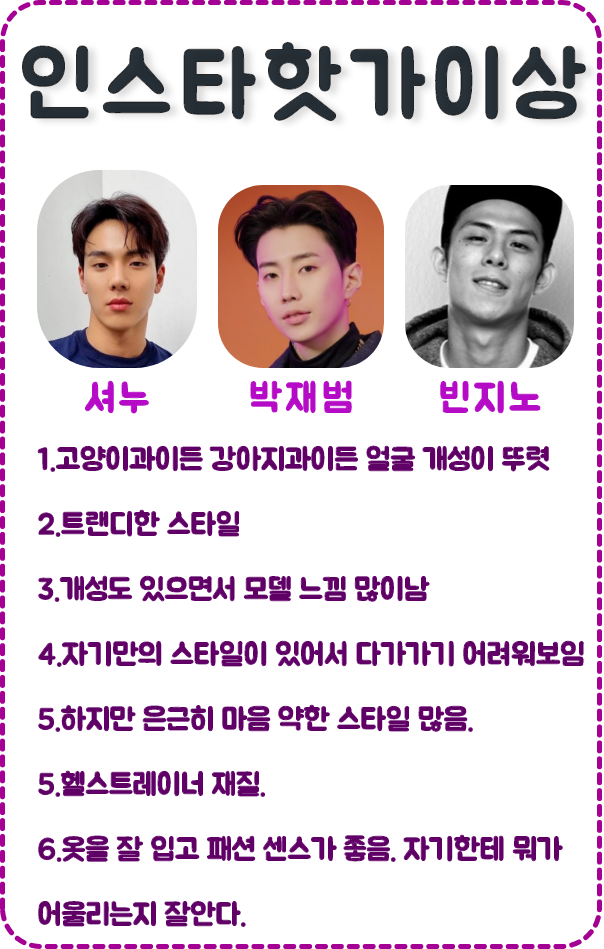 인스타핫가이상
셔누 박재범 빈지노
1.고양이과이든 강아지과이든 얼굴 개성이 뚜렷
2.트랜디한 스타일
3.개성도 있으면서 모델 느낌 많이남
4.자기만의 스타일이 있어서 다가가기 어려워보임
5.하지만 은근히 마음 약한 스타일 많음.
5.헬스트레이너 재질.
6.옷을 잘 입고 패션 센스가 좋음. 자기한테 뭐가
어울리는지 잘안다.